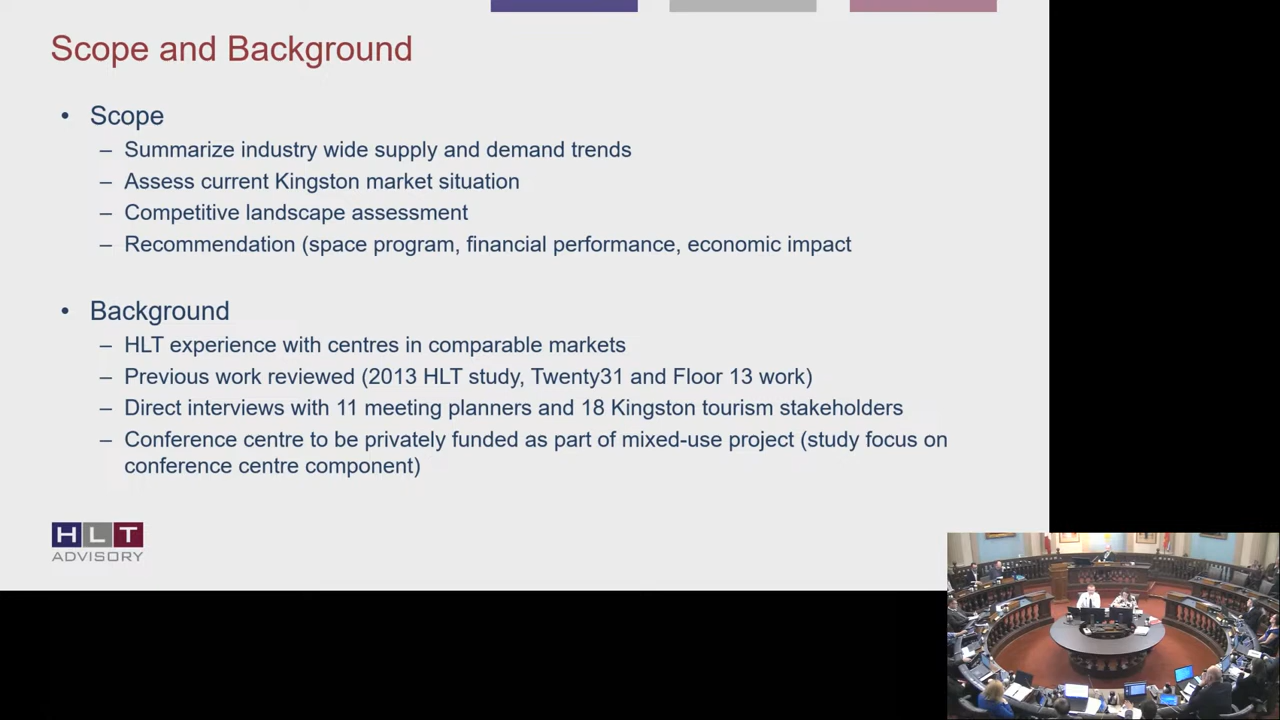 Scope and Background
• Scope
– Summarize industry wide supply and demand trends
– Assess current Kingston market situation
– Competitive landscape assessment
– Recommendation (space program, financial performance, economic impact
• Background
– HLT experience with centres in comparable markets
– Previous work reviewed (2013 HLT study, Twenty31 and Floor 13 work)
– Direct interviews with 11 meeting planners and 18 Kingston tourism stakeholders
– Conference centre to be privately funded as part of mixed-use project (study focus on
conference centre component)
HLT
ADVISORY